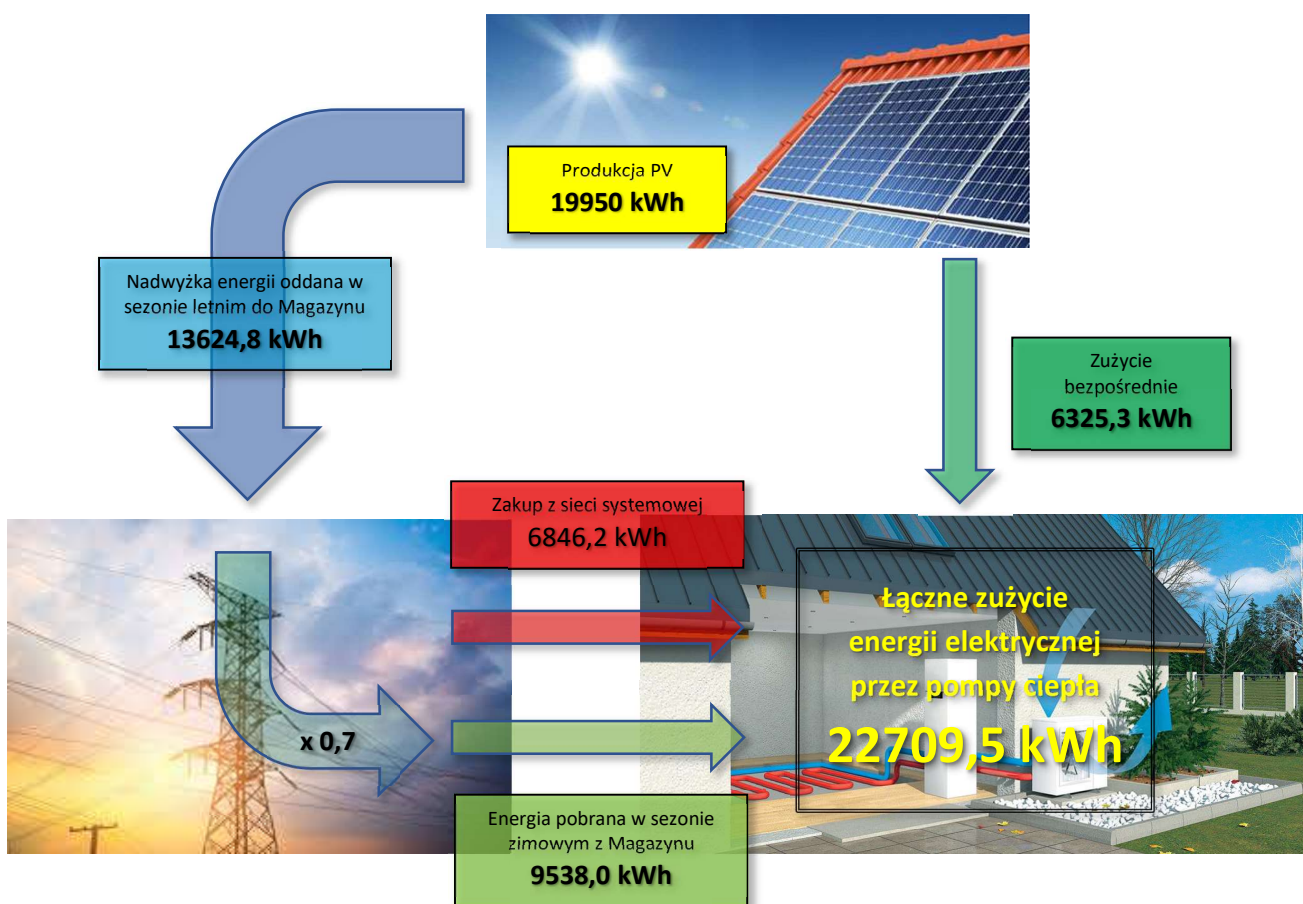 Produkcja PV
19950 kWh
Nadwyżka energii oddana w
sezonie letnim do Magazynu
13624,8 kWh
Zużycie
bezpośrednie
6325,3 kWh
Zakup z sieci systemowej
6846,2 kWh
Łączne zużycie
energii elektrycznej
przez pompy ciepła
22709,5 kWh
x 0,7
Energia pobrana w sezonie
zimowym z Magazynu
9538,0 kWh